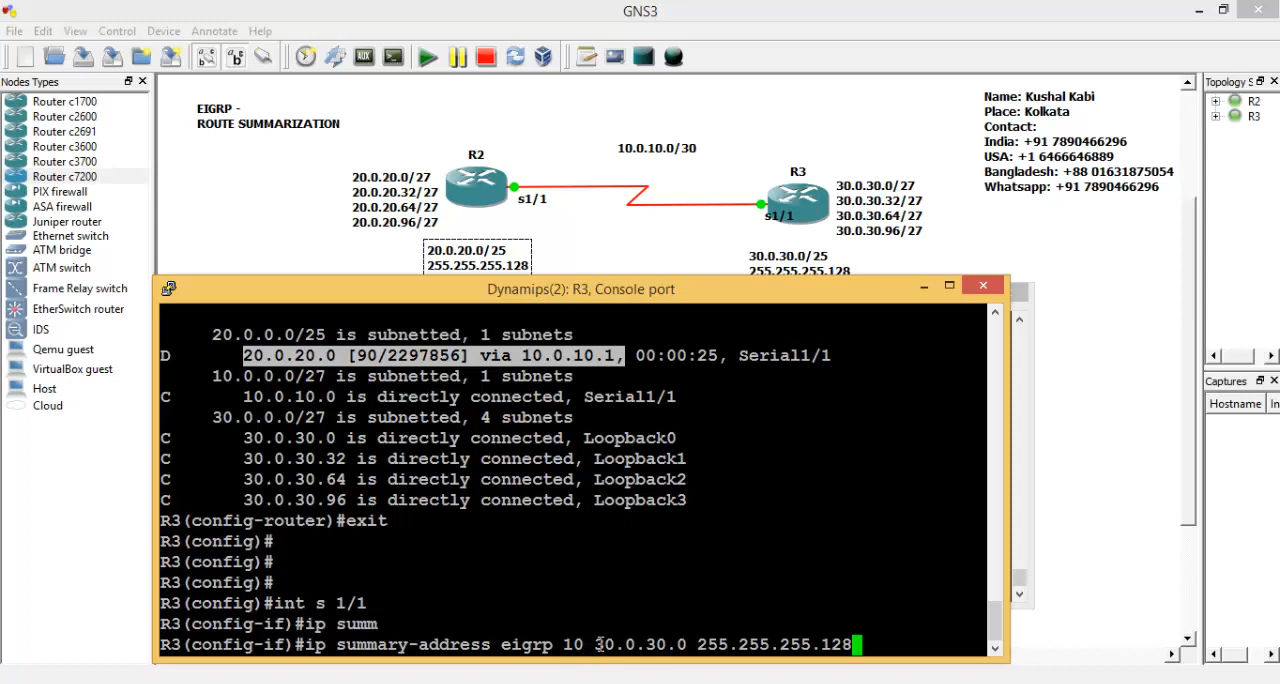 GNS3
File Edit View Control Device Annotate Help
Nodes Types
Router c1700
Router c2600
Router c2691
Router c3600
Router c3700
Router c7200
PIX firewall
ASA firewall
Juniper router
Ethernet switch
ATM bridge
ATM switch
Frame Relay switch
EtherSwitch router
IDS
Qemu guest
VirtualBox guest
Host
Cloud
EIGRP -
ROUTE SUMMARIZATION
R2
20.0.20.0/27
20.0.20.32/27
20.0.20.64/27
20.0.20.96/27
s1/1
20.0.20.0/25
255.255.255.128
10.0.10.0/30
R3
s1/1
30.0.30.0/27
30.0.30.32/27
30.0.30.64/27
30.0.30.96/27
30.0.30.0/25
255.255.255.128
Name: Kushal Kabi
Place: Kolkata
Contact:
India: +91 7890466296
USA: +1 6466646889
Bangladesh: +88 01631875054
Whatsapp: +91 7890466296
Topology S
R2
R3
Captures
Hostname In
Dynamips(2): R3, Console port
20.0.0.0/25 is subnetted, 1 subnets
D 20.0.20.0 [90/2297856] via 10.0.10.1, 00:00:25, Serial1/1
10.0.0.0/27 is subnetted, 1 subnets
C 10.0.10.0 is directly connected, Serial1/1
30.0.0.0/27 is subnetted, 4 subnets
C 30.0.30.0 is directly connected, Loopback0
C 30.0.30.32 is directly connected, Loopback1
C 30.0.30.64 is directly connected, Loopback2
C 30.0.30.96 is directly connected, Loopback3
R3(config-router)#exit
R3(config)#
R3(config)#
R3(config)#
R3(config)#int s 1/1
R3(config-if)#ip summ
R3(config-if)#ip summary-address eigrp 10 30.0.30.0 255.255.255.128